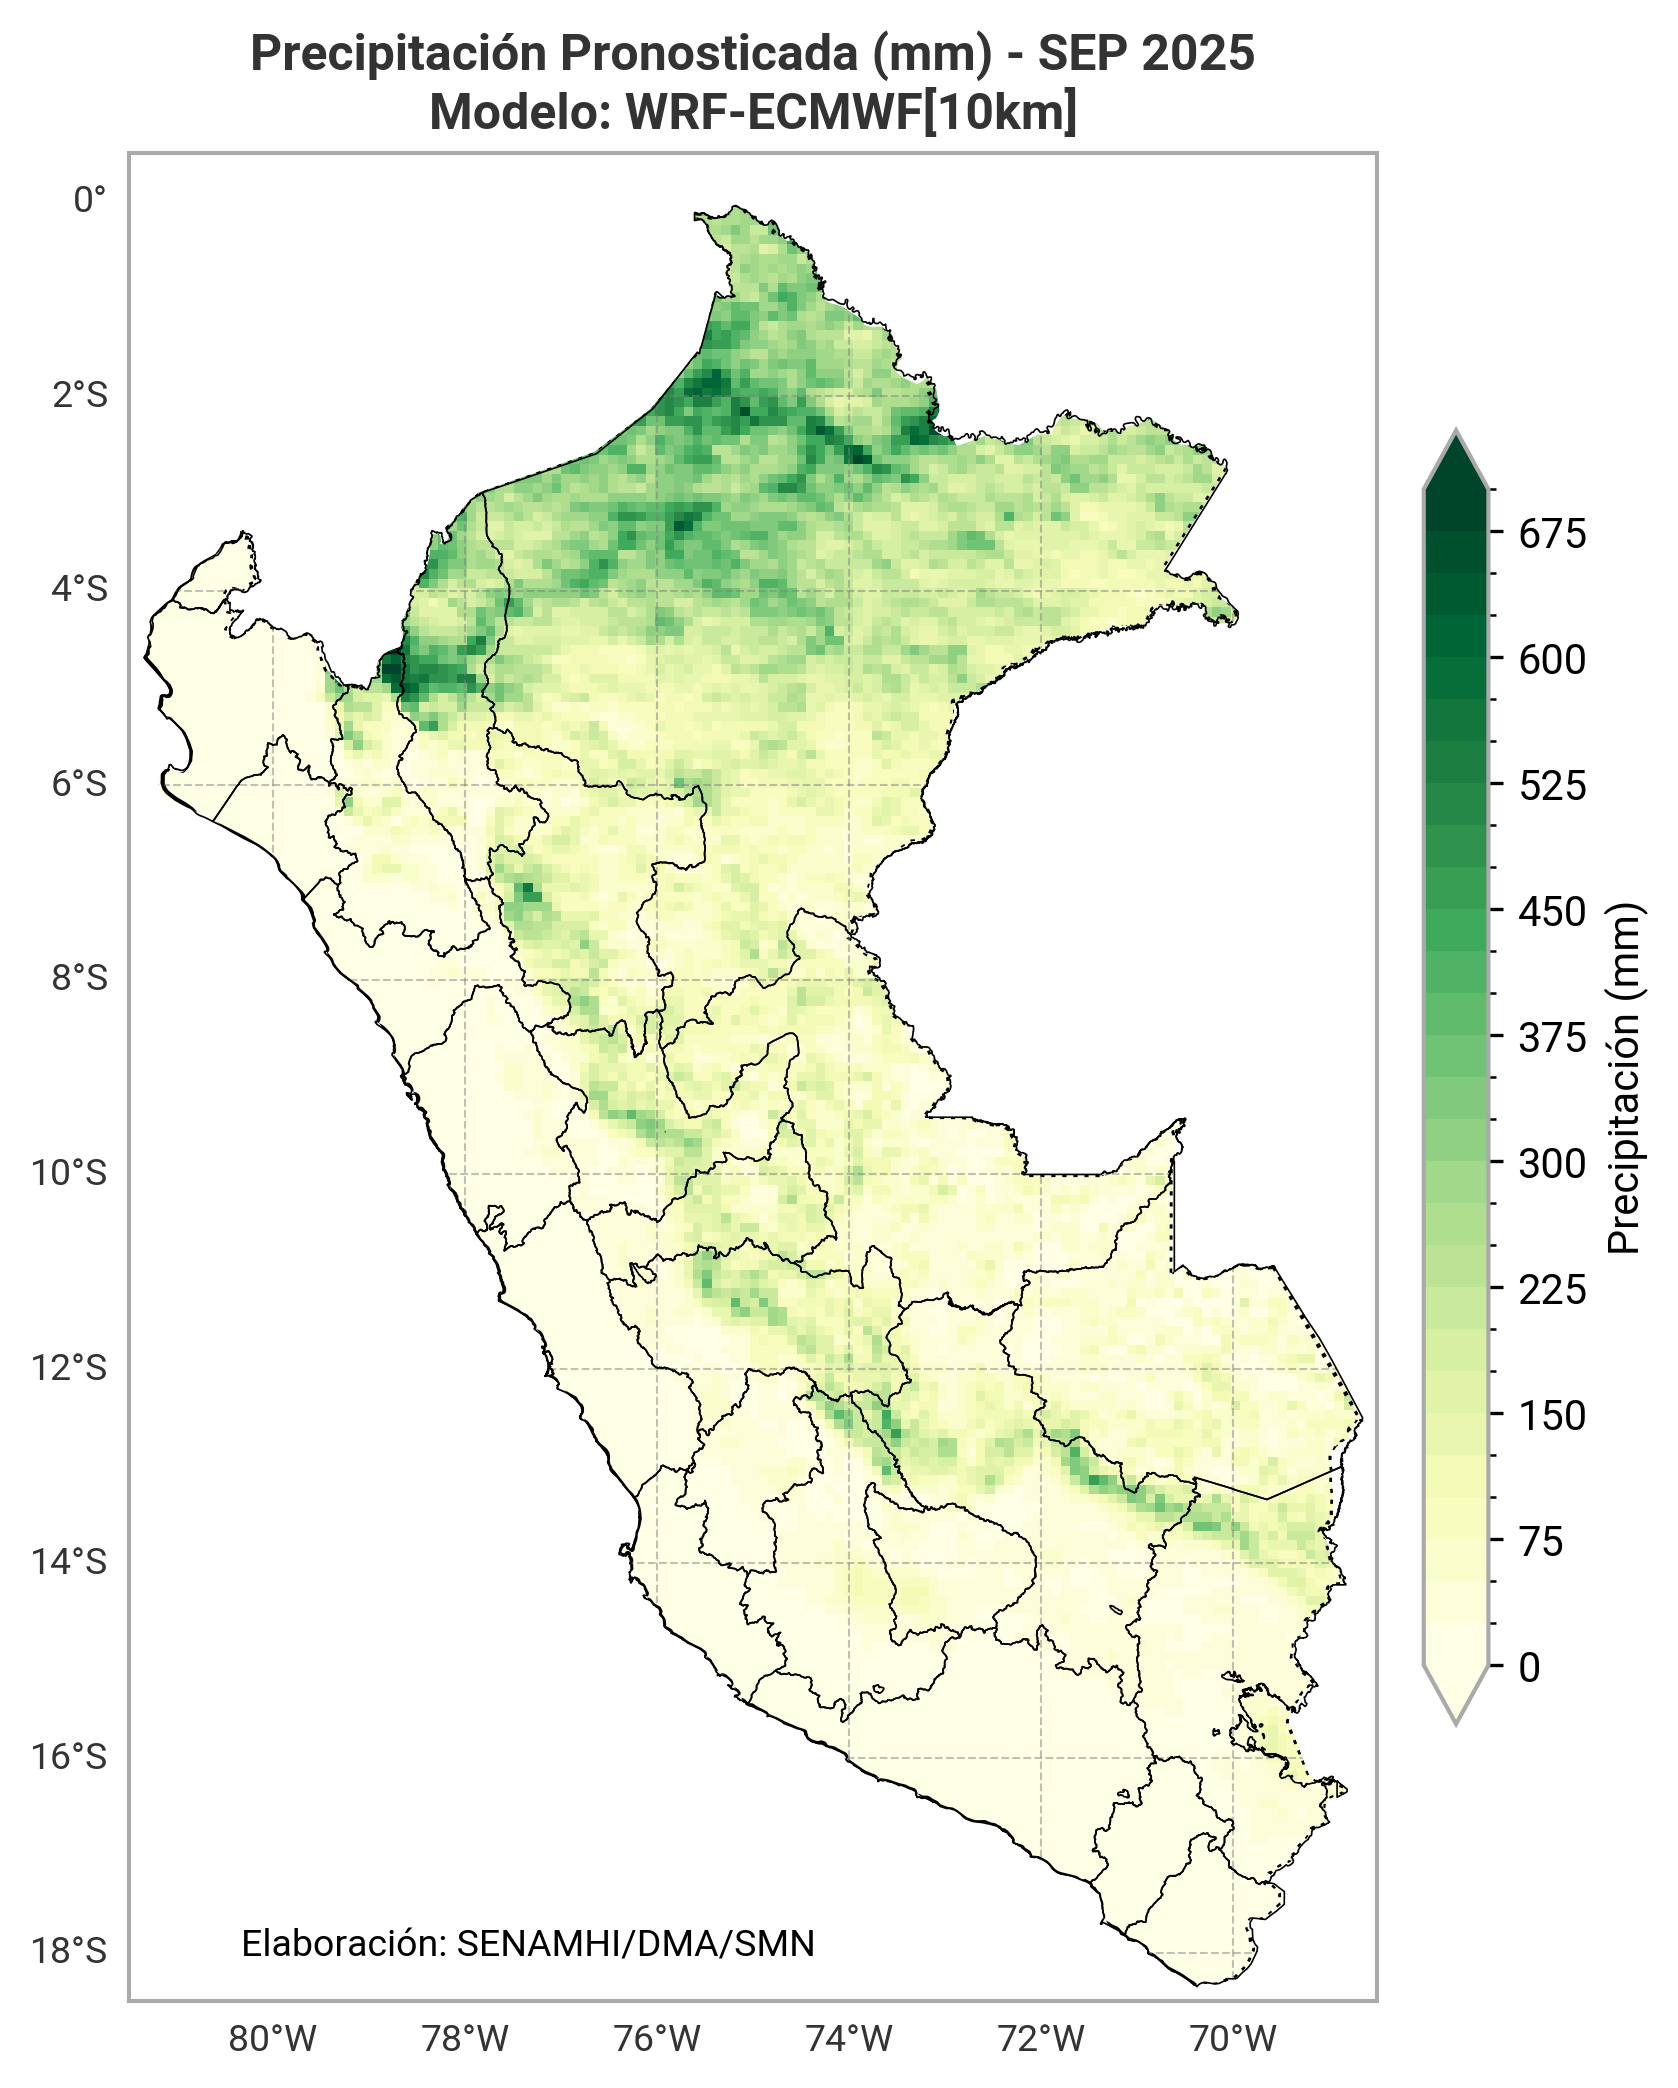 Precipitación Pronosticada (mm) - SEP 2025
Modelo: WRF-ECMWF[10km]
0°
2°S
4°S
6°S
8°S
10°S
12°S
14°S
16°S
18°S
80°W
78°W
76°W
74°W
72°W
70°W
Elaboración: SENAMHI/DMA/SMN
675
600
525
450
375
300
225
150
75
0
Precipitación (mm)